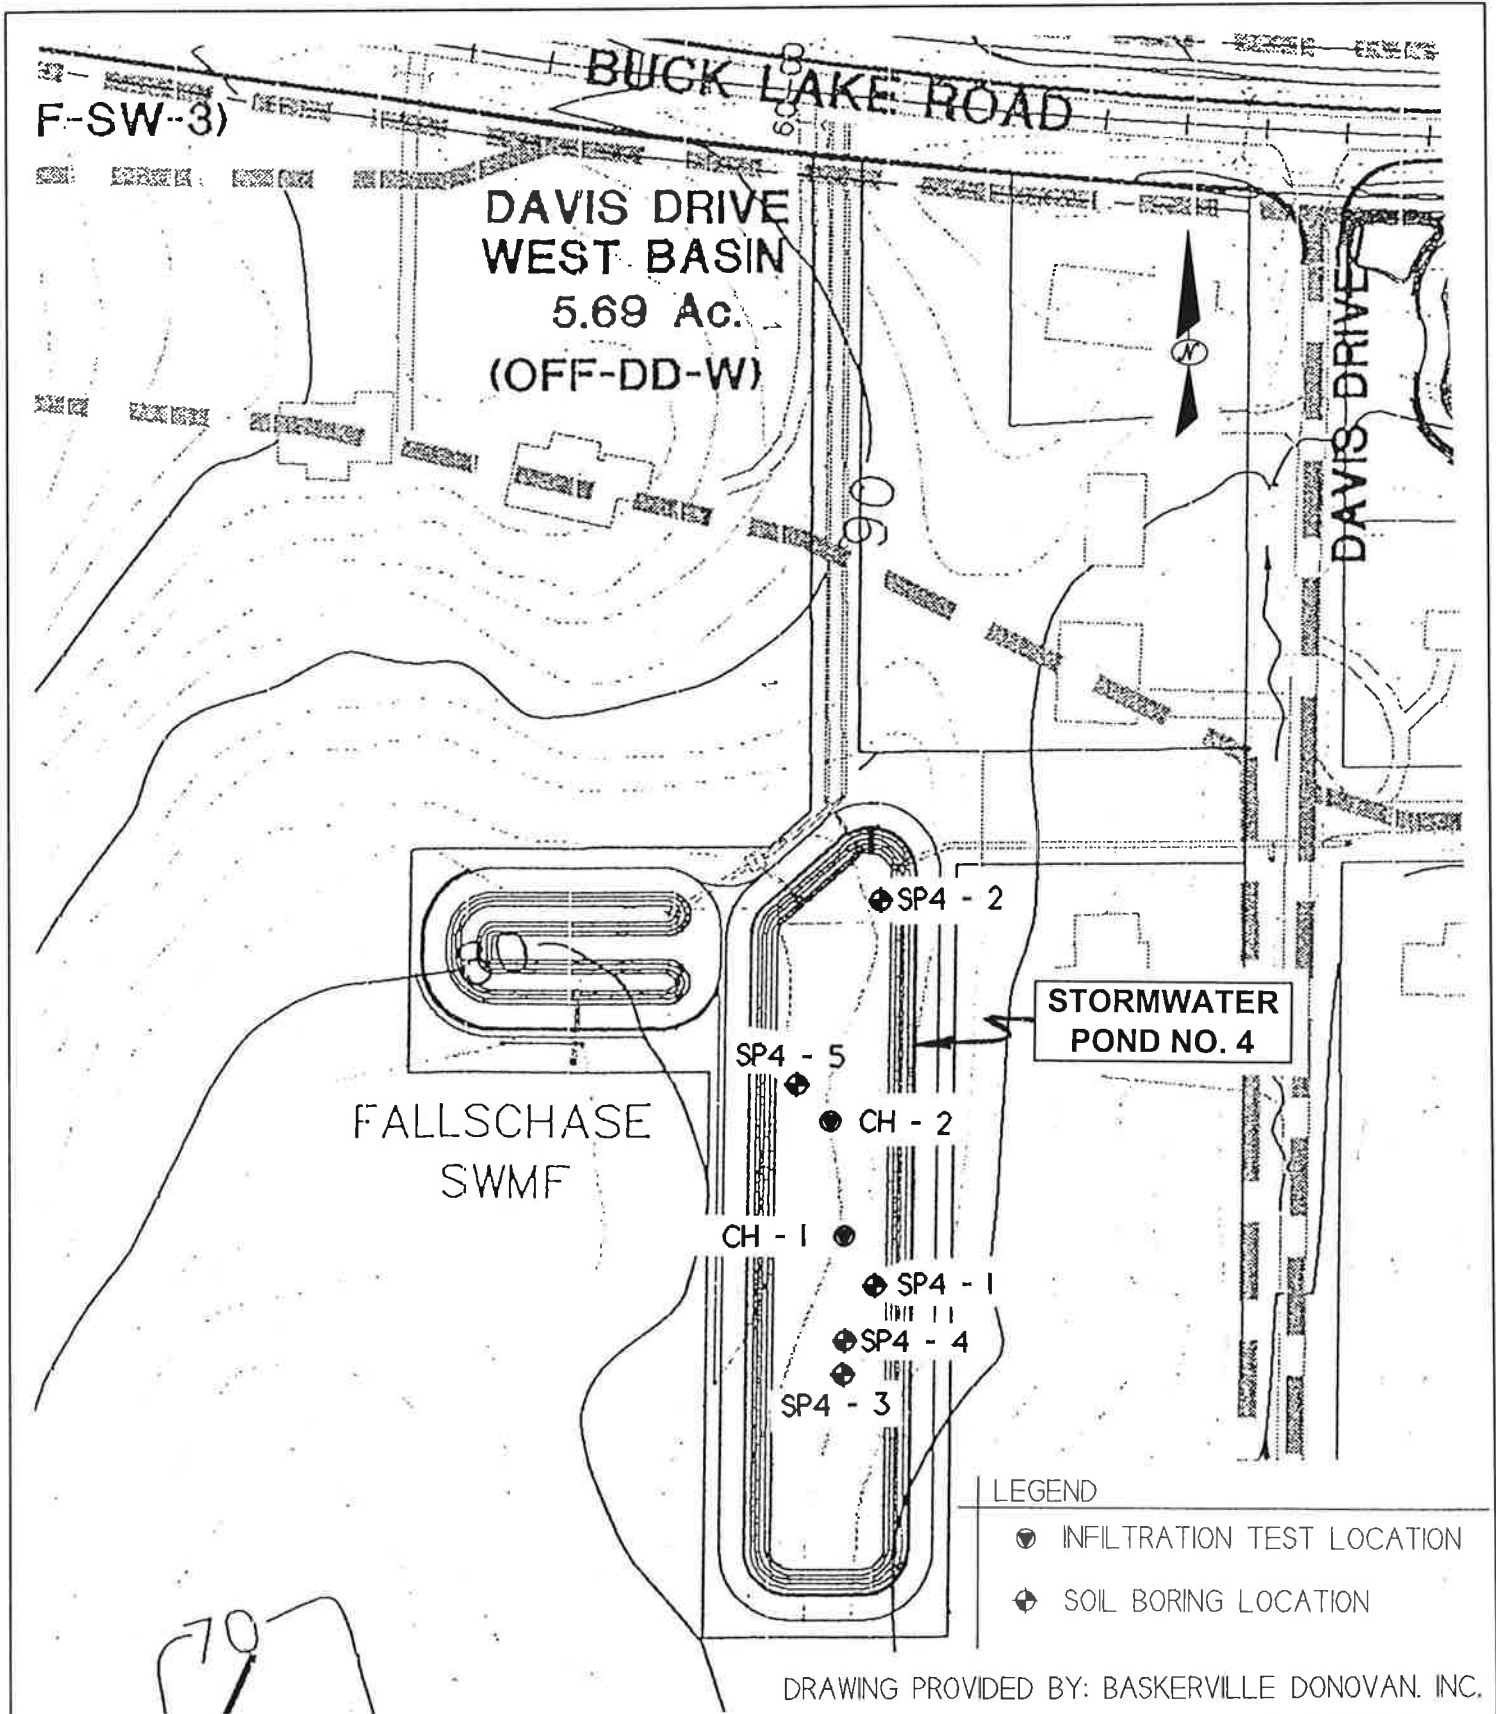 BUCK LAKE ROAD
F-SW-3)
DAVIS DRIVE
WEST BASIN
5.69 Ac.
(OFF-DD-W)
N
DAVIS DRIVE
90
SP4 - 2
STORMWATER
POND NO. 4
SP4 - 5
CH - 2
FALLSCHASE
SWMF
CH - 1
SP4 - 1
SP4 - 4
SP4 - 3
LEGEND
INFILTRATION TEST LOCATION
SOIL BORING LOCATION
70
DRAWING PROVIDED BY: BASKERVILLE DONOVAN. INC.